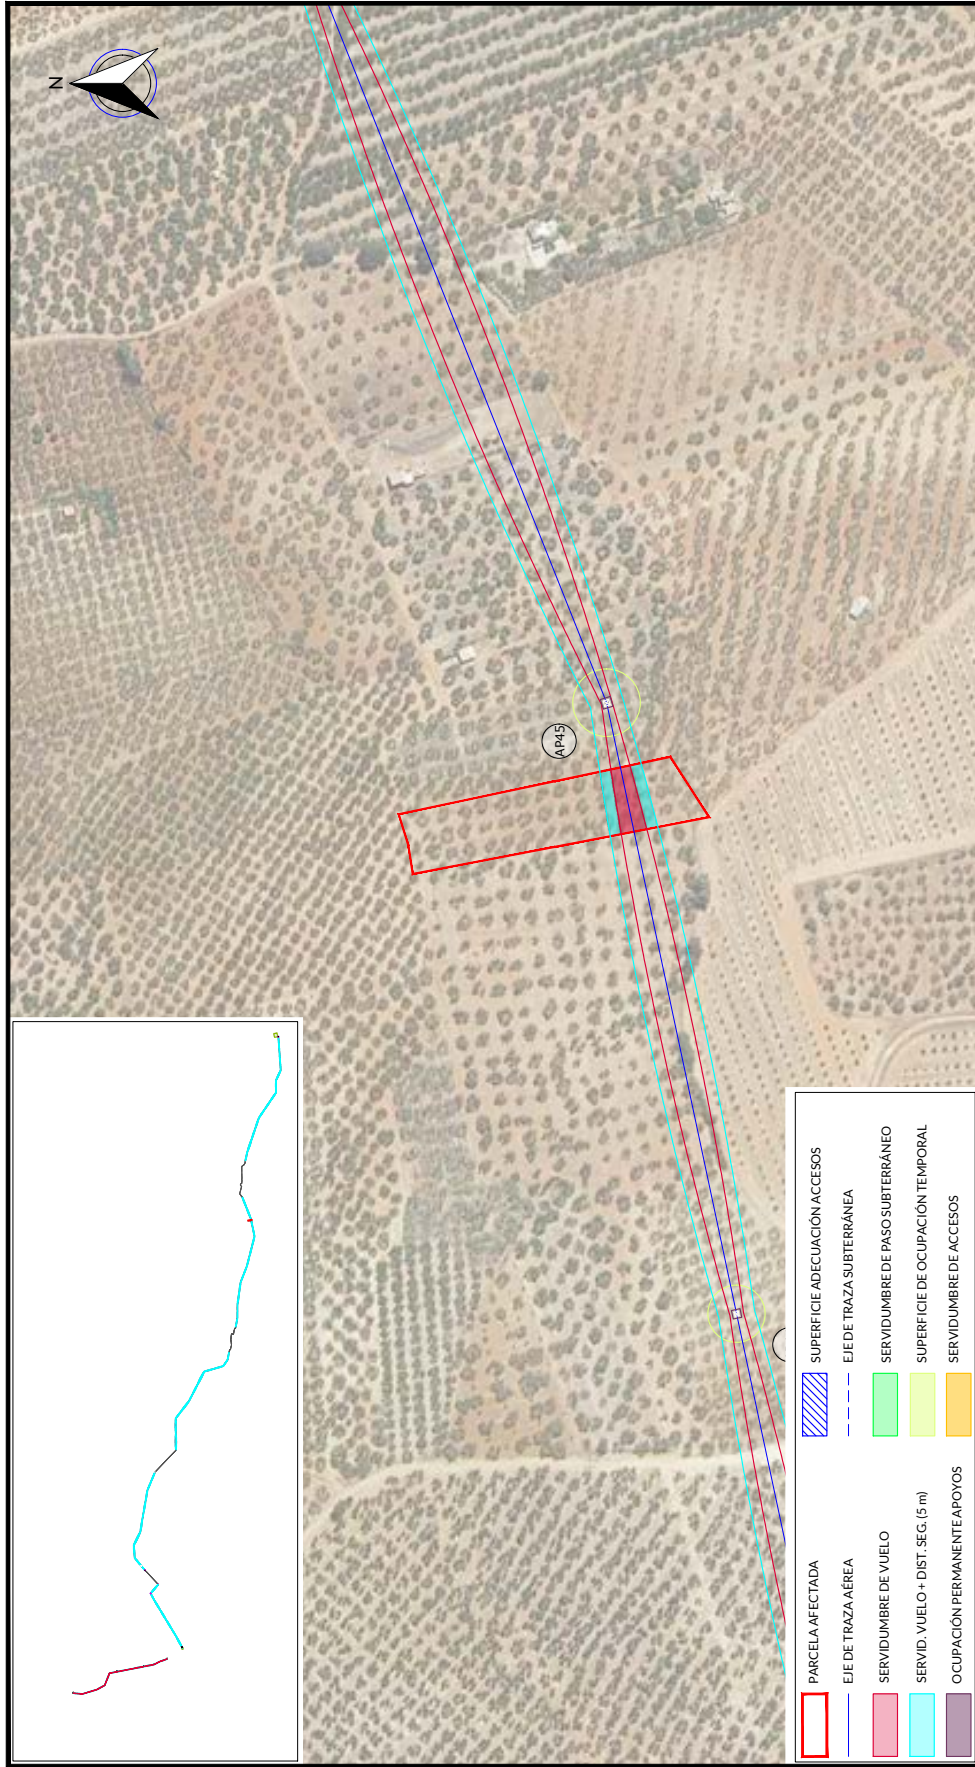 N
AP45
PARCELA AFECTADA
EJE DE TRAZA AÉREA
SERVIDUMBRE DE VUELO
SERVID. VUELO + DIST. SEG. (5 m)
OCUPACIÓN PERMANENTE APOYOS
SUPERFICIE ADECUACIÓN ACCESOS
EJE DE TRAZA SUBTERRÁNEA
SERVIDUMBRE DE PASO SUBTERRÁNEO
SUPERFICIE DE OCUPACIÓN TEMPORAL
SERVIDUMBRE DE ACCESOS